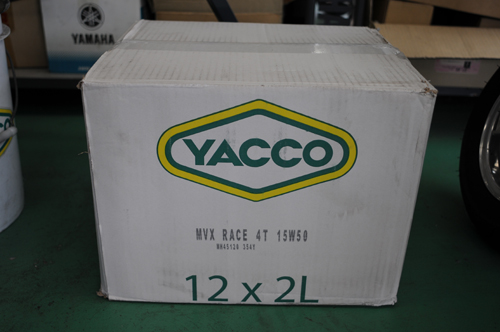 YAMAHA
YACCO
MVX RACE 4T 15W50
12 x 2L